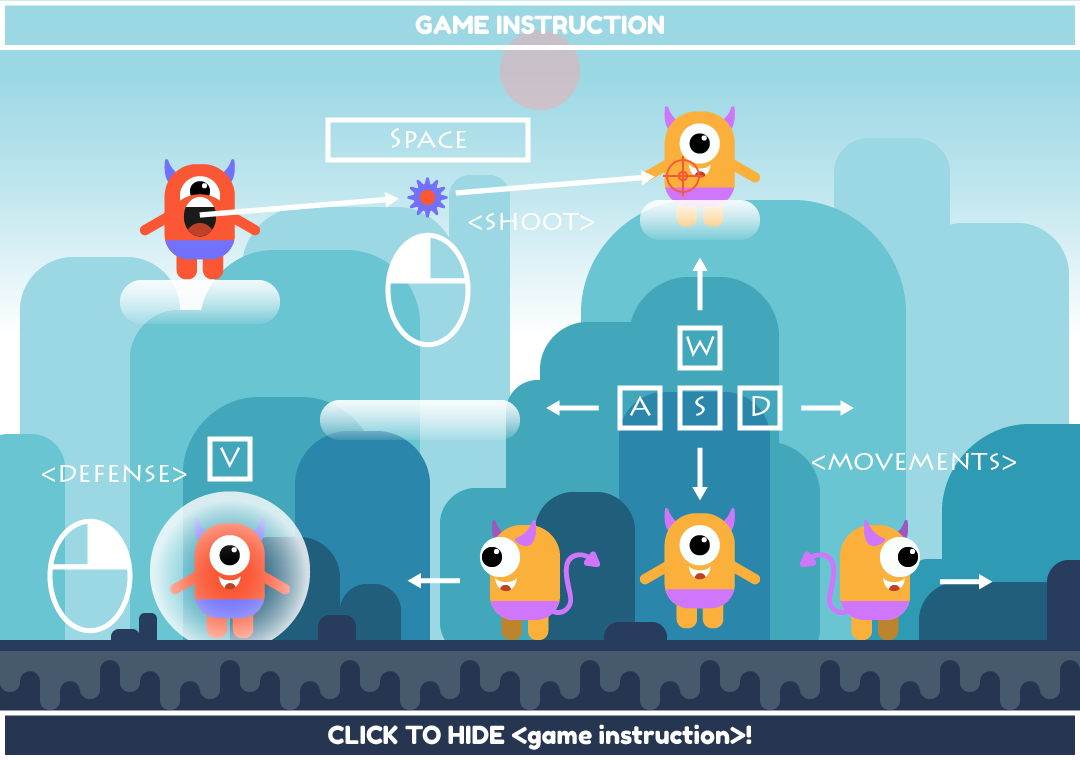 GAME INSTRUCTION
SPACE
<SHOOT>
W
A S D
<MOVEMENTS>
V
<DEFENSE>
CLICK TO HIDE <game instruction>!